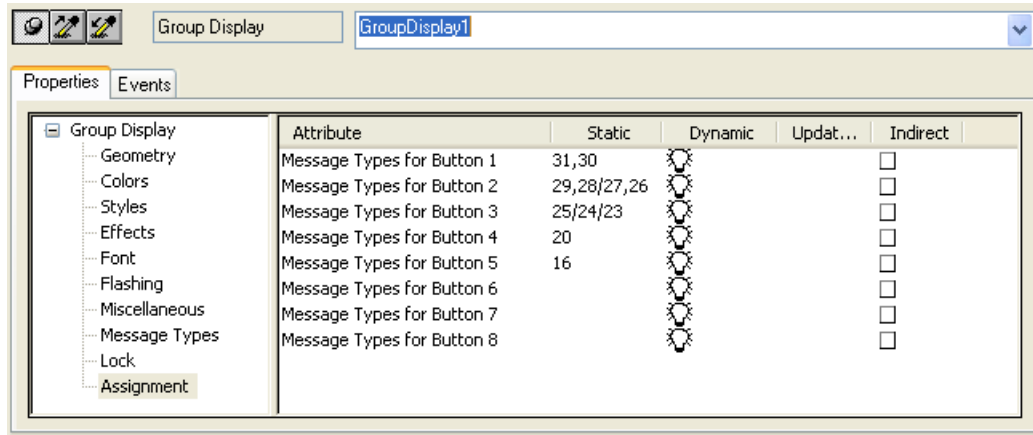 Group Display GroupDisplay1
Properties Events
Group Display
Geometry
Colors
Styles
Effects
Font
Flashing
Miscellaneous
Message Types
Lock
Assignment
Attribute Static Dynamic Updat... Indirect
Message Types for Button 1 31,30
Message Types for Button 2 29,28/27,26
Message Types for Button 3 25/24/23
Message Types for Button 4 20
Message Types for Button 5 16
Message Types for Button 6
Message Types for Button 7
Message Types for Button 8